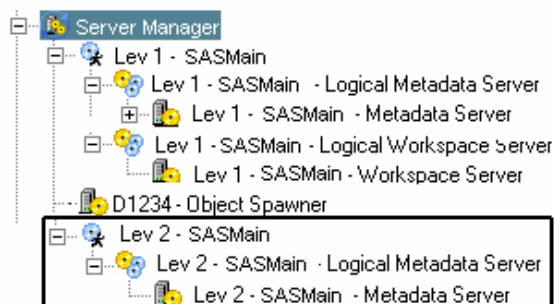 Server Manager
Lev 1 - SASMain
Lev 1 - SASMain - Logical Metadata Server
Lev 1 - SASMain - Metadata Server
Lev 1 - SASMain - Logical Workspace Server
Lev 1 - SASMain - Workspace Server
D1234 - Object Spawner
Lev 2 - SASMain
Lev 2 - SASMain - Logical Metadata Server
Lev 2 - SASMain - Metadata Server